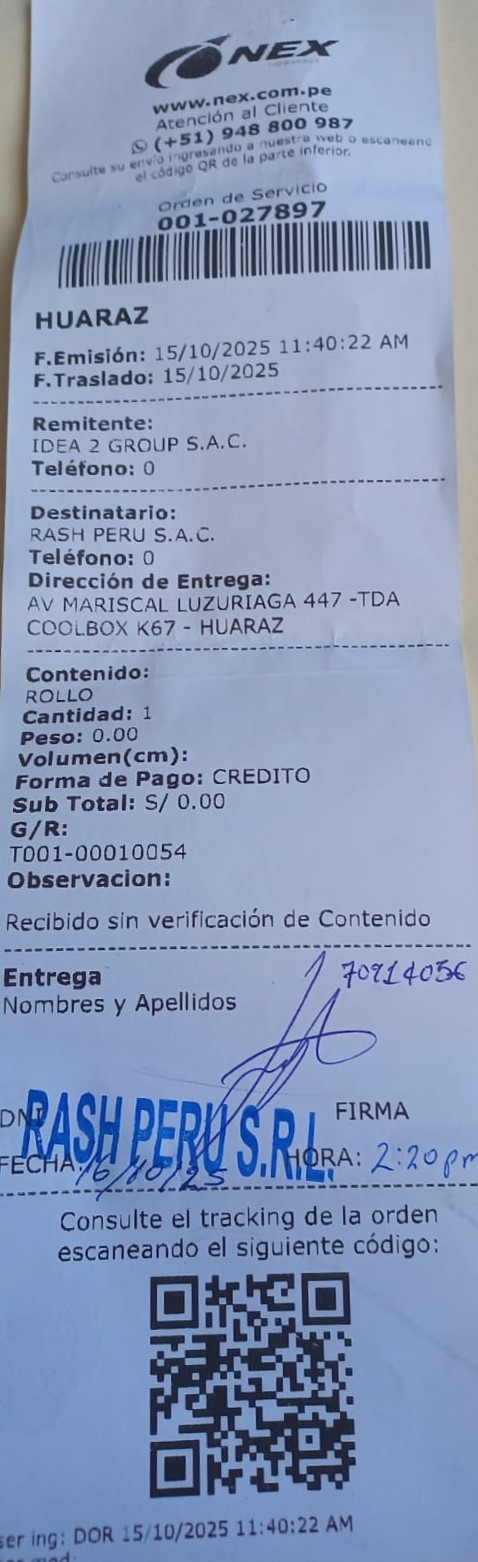 NEX
www.nex.com.pe
Atención al Cliente
(+51) 948 800 987
Consulte su envío ingresando a nuestra web o escaneand
el código QR de la parte inferior.
Orden de Servicio
001-027897
HUARAZ
F.Emisión: 15/10/2025 11:40:22 AM
F.Traslado: 15/10/2025
Remitente:
IDEA 2 GROUP S.A.C.
Teléfono: 0
Destinatario:
RASH PERU S.A.C.
Teléfono: 0
Dirección de Entrega:
AV MARISCAL LUZURIAGA 447 -TDA
COOLBOX K67 - HUARAZ
Contenido:
ROLLO
Cantidad: 1
Peso: 0.00
Volumen(cm):
Forma de Pago: CREDITO
Sub Total: S/ 0.00
G/R:
T001-00010054
Observacion:
Recibido sin verificación de Contenido
Entrega 70914056
Nombres y Apellidos
DNI FIRMA
RASH PERU S.R.L.
FECHA: 16/10/25 HORA: 2:20pm
Consulte el tracking de la orden
escaneando el siguiente código:
ser ing: DOR 15/10/2025 11:40:22 AM